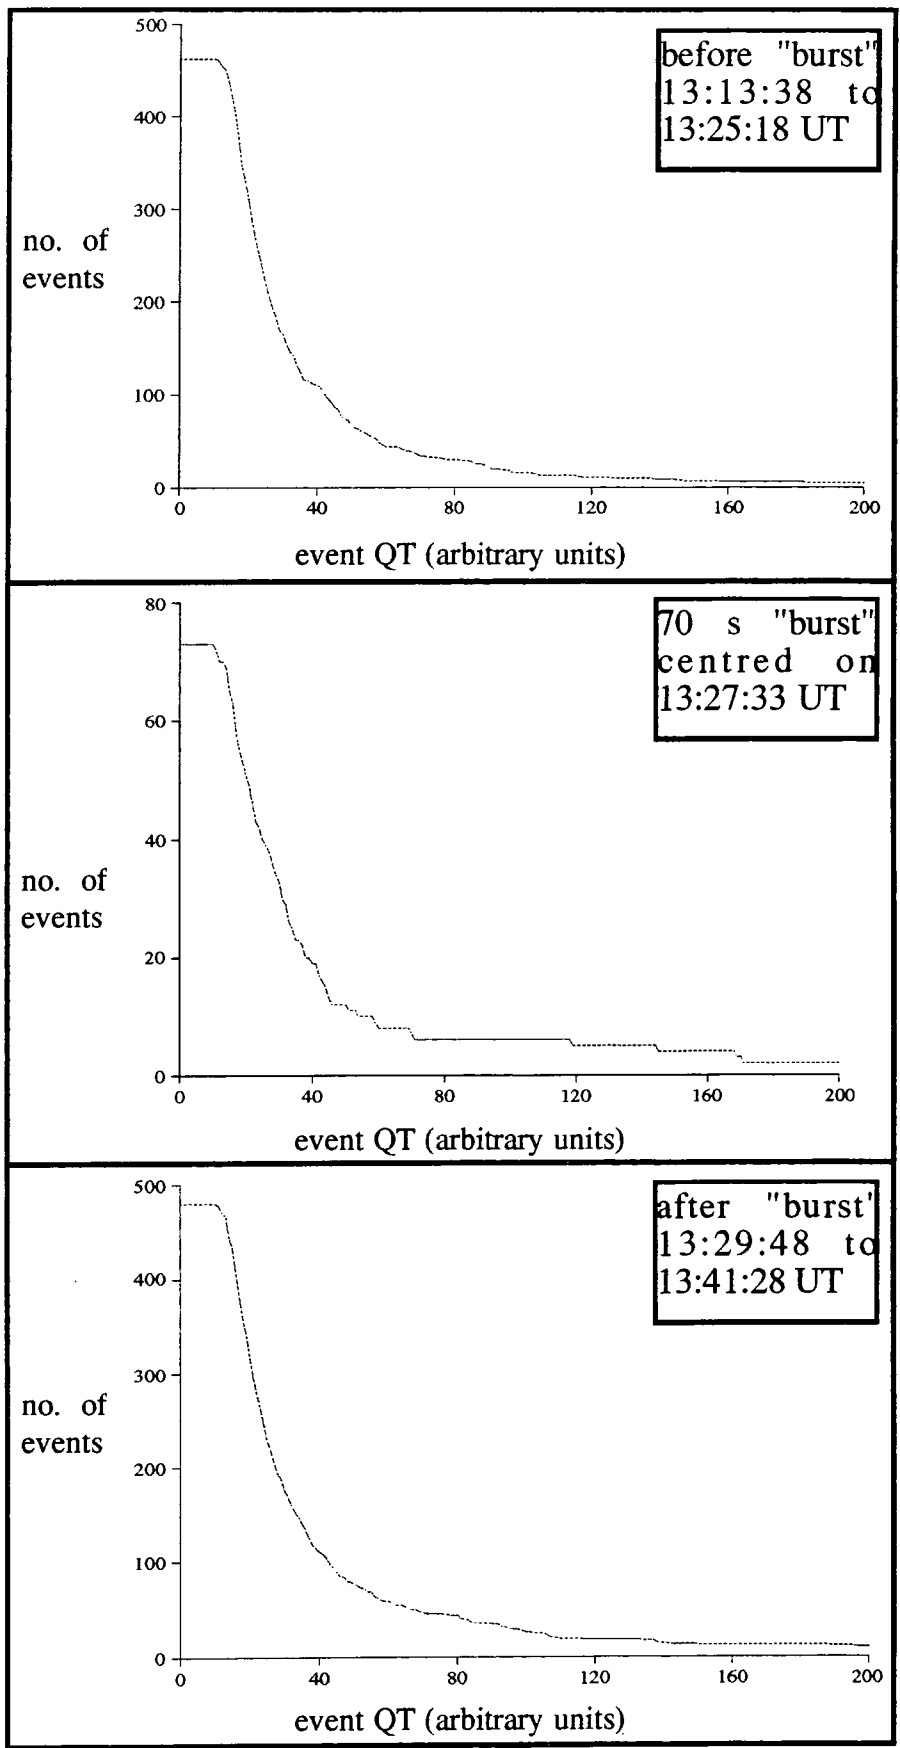 500
400
300
200
100
0
no. of
events
before "burst"
13:13:38 to
13:25:18 UT
0 40 80 120 160 200
event QT (arbitrary units)
80
60
40
20
0
no. of
events
70 s "burst"
centred on
13:27:33 UT
0 40 80 120 160 200
event QT (arbitrary units)
500
400
300
200
100
0
no. of
events
after "burst'
13:29:48 to
13:41:28 UT
0 40 80 120 160 200
event QT (arbitrary units)